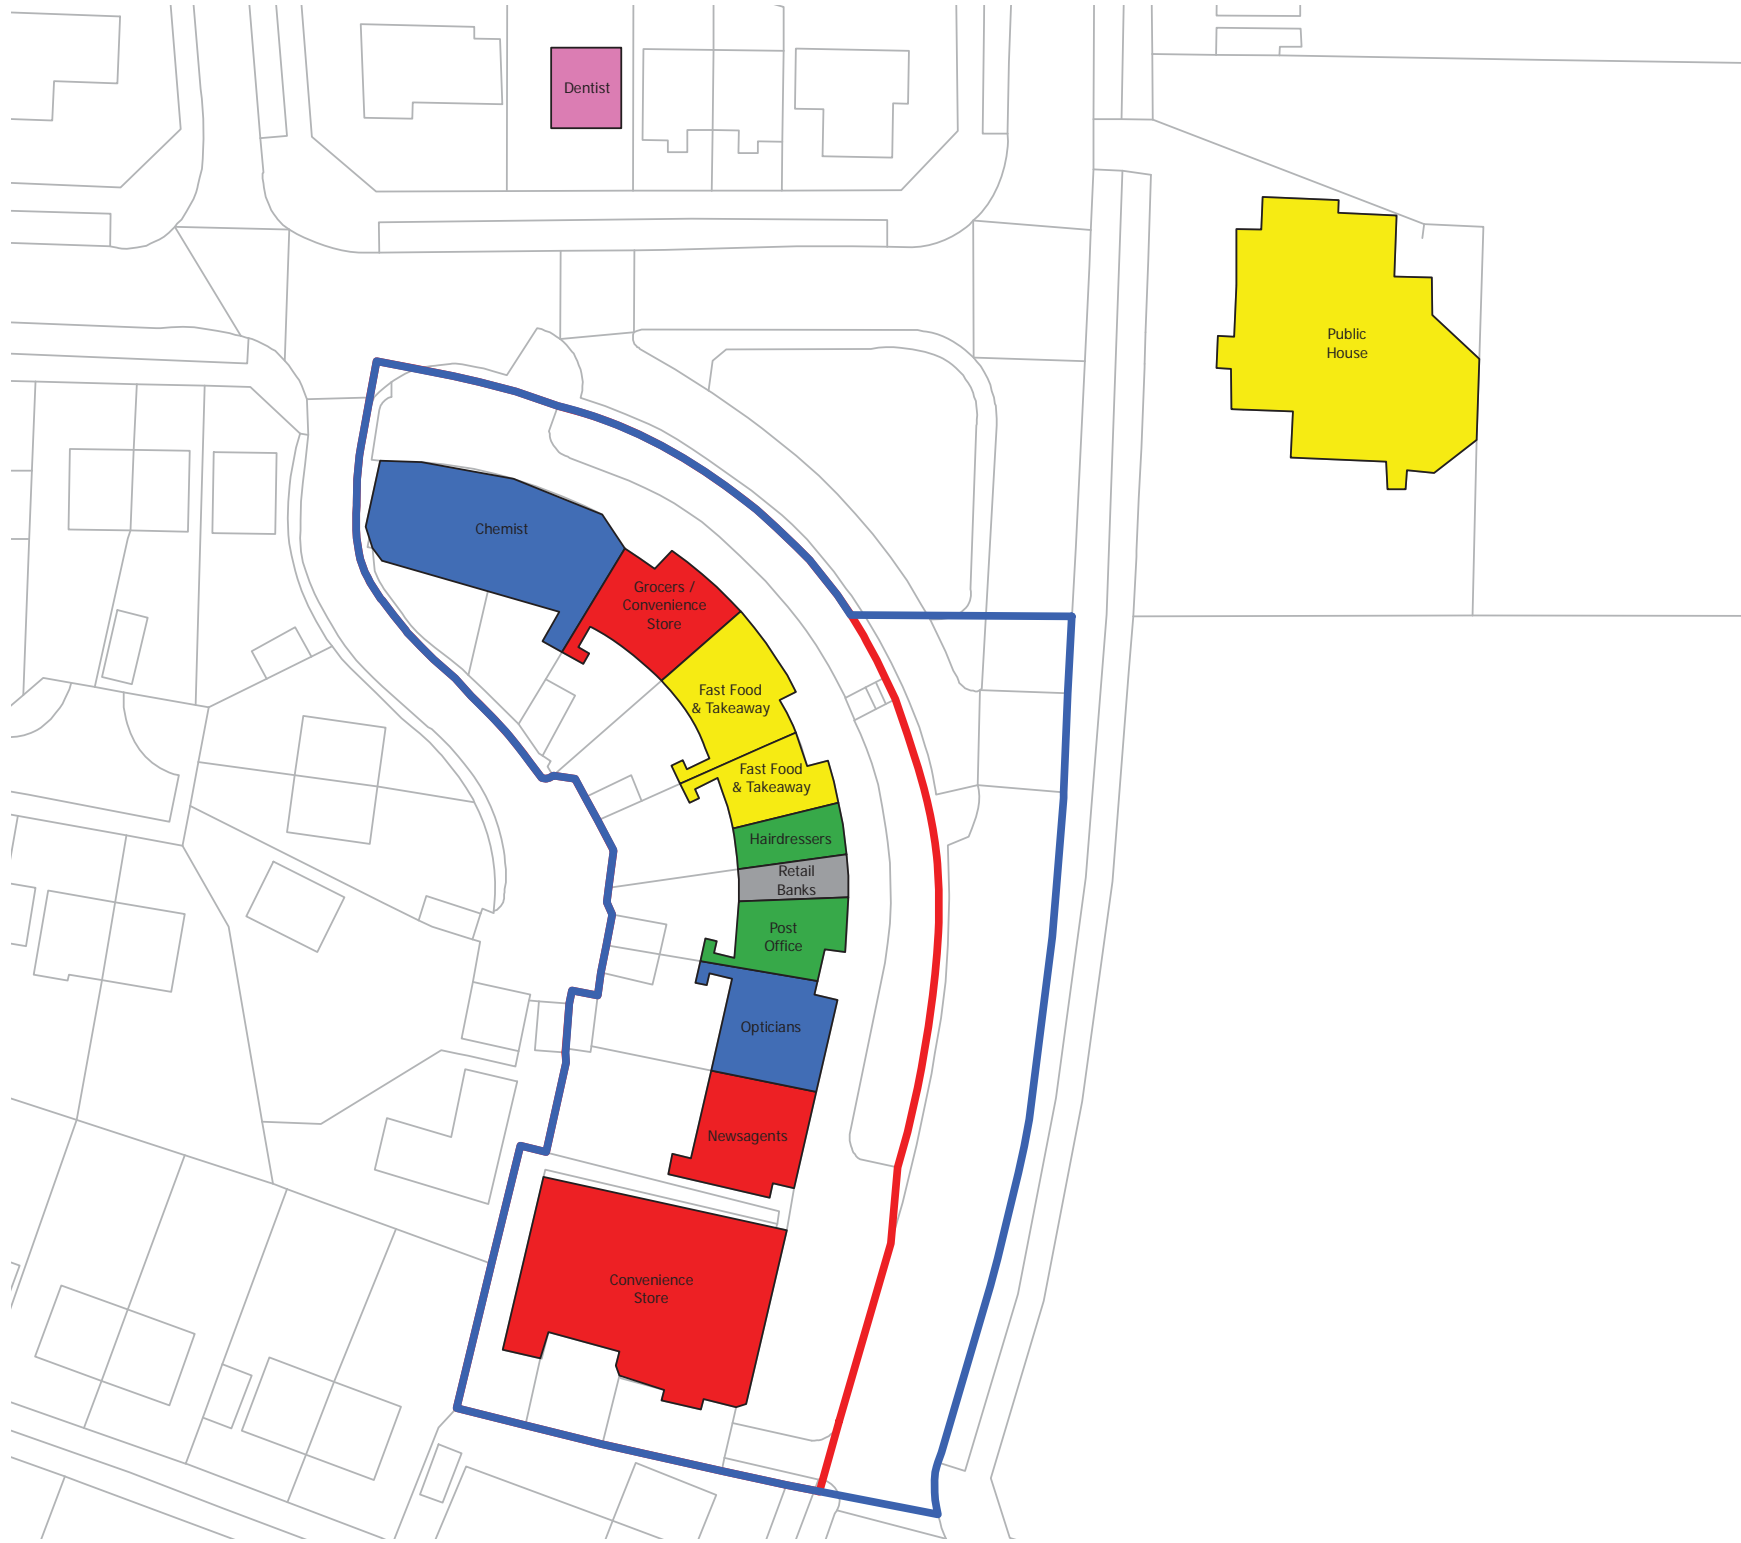 Dentist
Public
House
Chemist
Grocers /
Convenience
Store
Fast Food
& Takeaway
Fast Food
& Takeaway
Hairdressers
Retail
Banks
Post
Office
Opticians
Newsagents
Convenience
Store